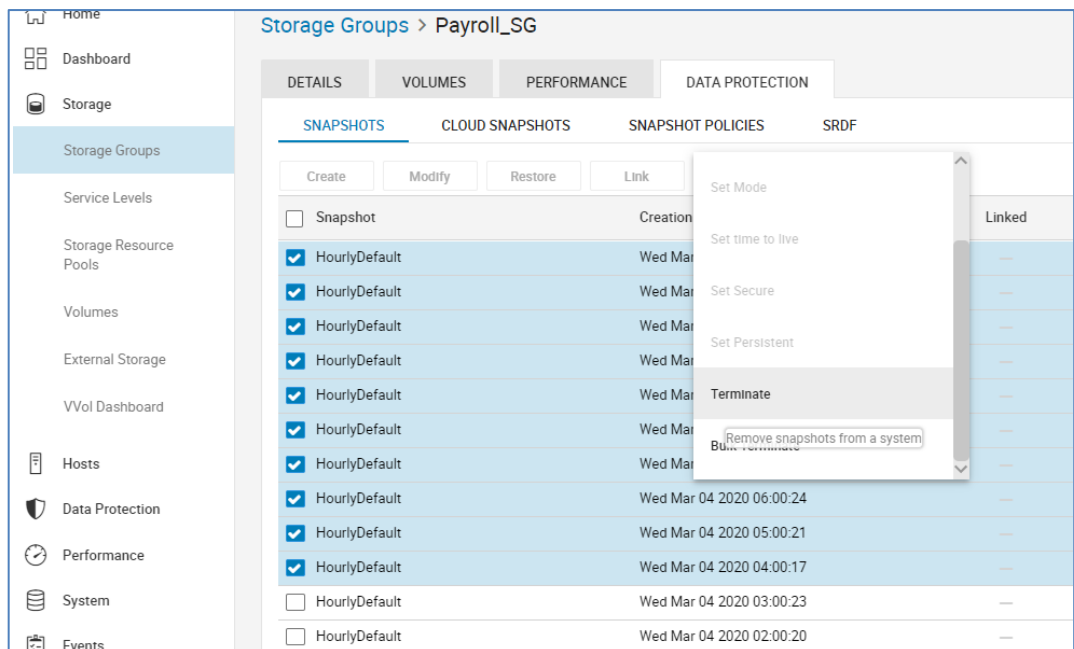 Home
Storage Groups > Payroll_SG
Dashboard
DETAILS VOLUMES PERFORMANCE DATA PROTECTION
Storage
SNAPSHOTS CLOUD SNAPSHOTS SNAPSHOT POLICIES SRDF
Storage Groups
Create Modify Restore Link
Set Mode
Service Levels
Snapshot Creation Linked
Set time to live
Storage Resource
Pools
HourlyDefault Wed Mar
HourlyDefault Wed Mar
Set Secure
Volumes
HourlyDefault Wed Mar
Set Persistent
External Storage
HourlyDefault Wed Mar
HourlyDefault Wed Mar
Terminate
VVol Dashboard
HourlyDefault Wed Mar
Remove snapshots from a system
Bulk Terminate
Hosts
HourlyDefault Wed Mar
HourlyDefault Wed Mar 04 2020 06:00:24
Data Protection
HourlyDefault Wed Mar 04 2020 05:00:21
Performance
HourlyDefault Wed Mar 04 2020 04:00:17
System
HourlyDefault Wed Mar 04 2020 03:00:23
Events
HourlyDefault Wed Mar 04 2020 02:00:20